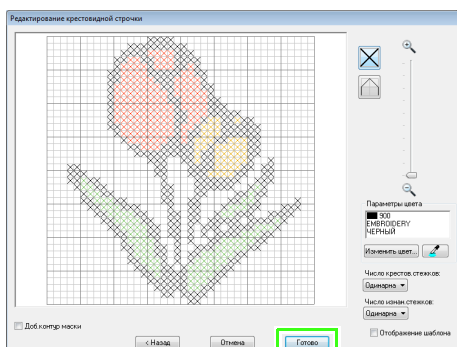 Редактирование крестовидной строчки
Параметры цвета
900
EMBROIDERY
ЧЕРНЫЙ
Изменить цвет...
Число крестов.стежков:
Одинарна
Число изнан.стежков:
Одинарна
Доб.контур маски
Отображение шаблона
< Назад
Отмена
Готово